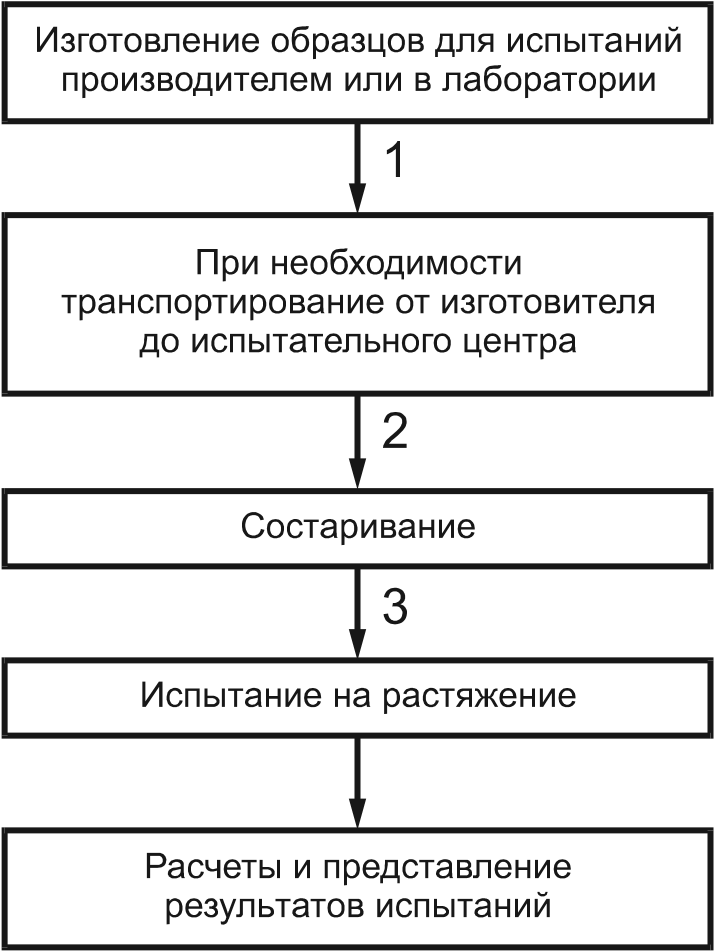 Изготовление образцов для испытаний
производителем или в лаборатории
1
При необходимости
транспортирование от изготовителя
до испытательного центра
2
Состаривание
3
Испытание на растяжение
Расчеты и представление
результатов испытаний